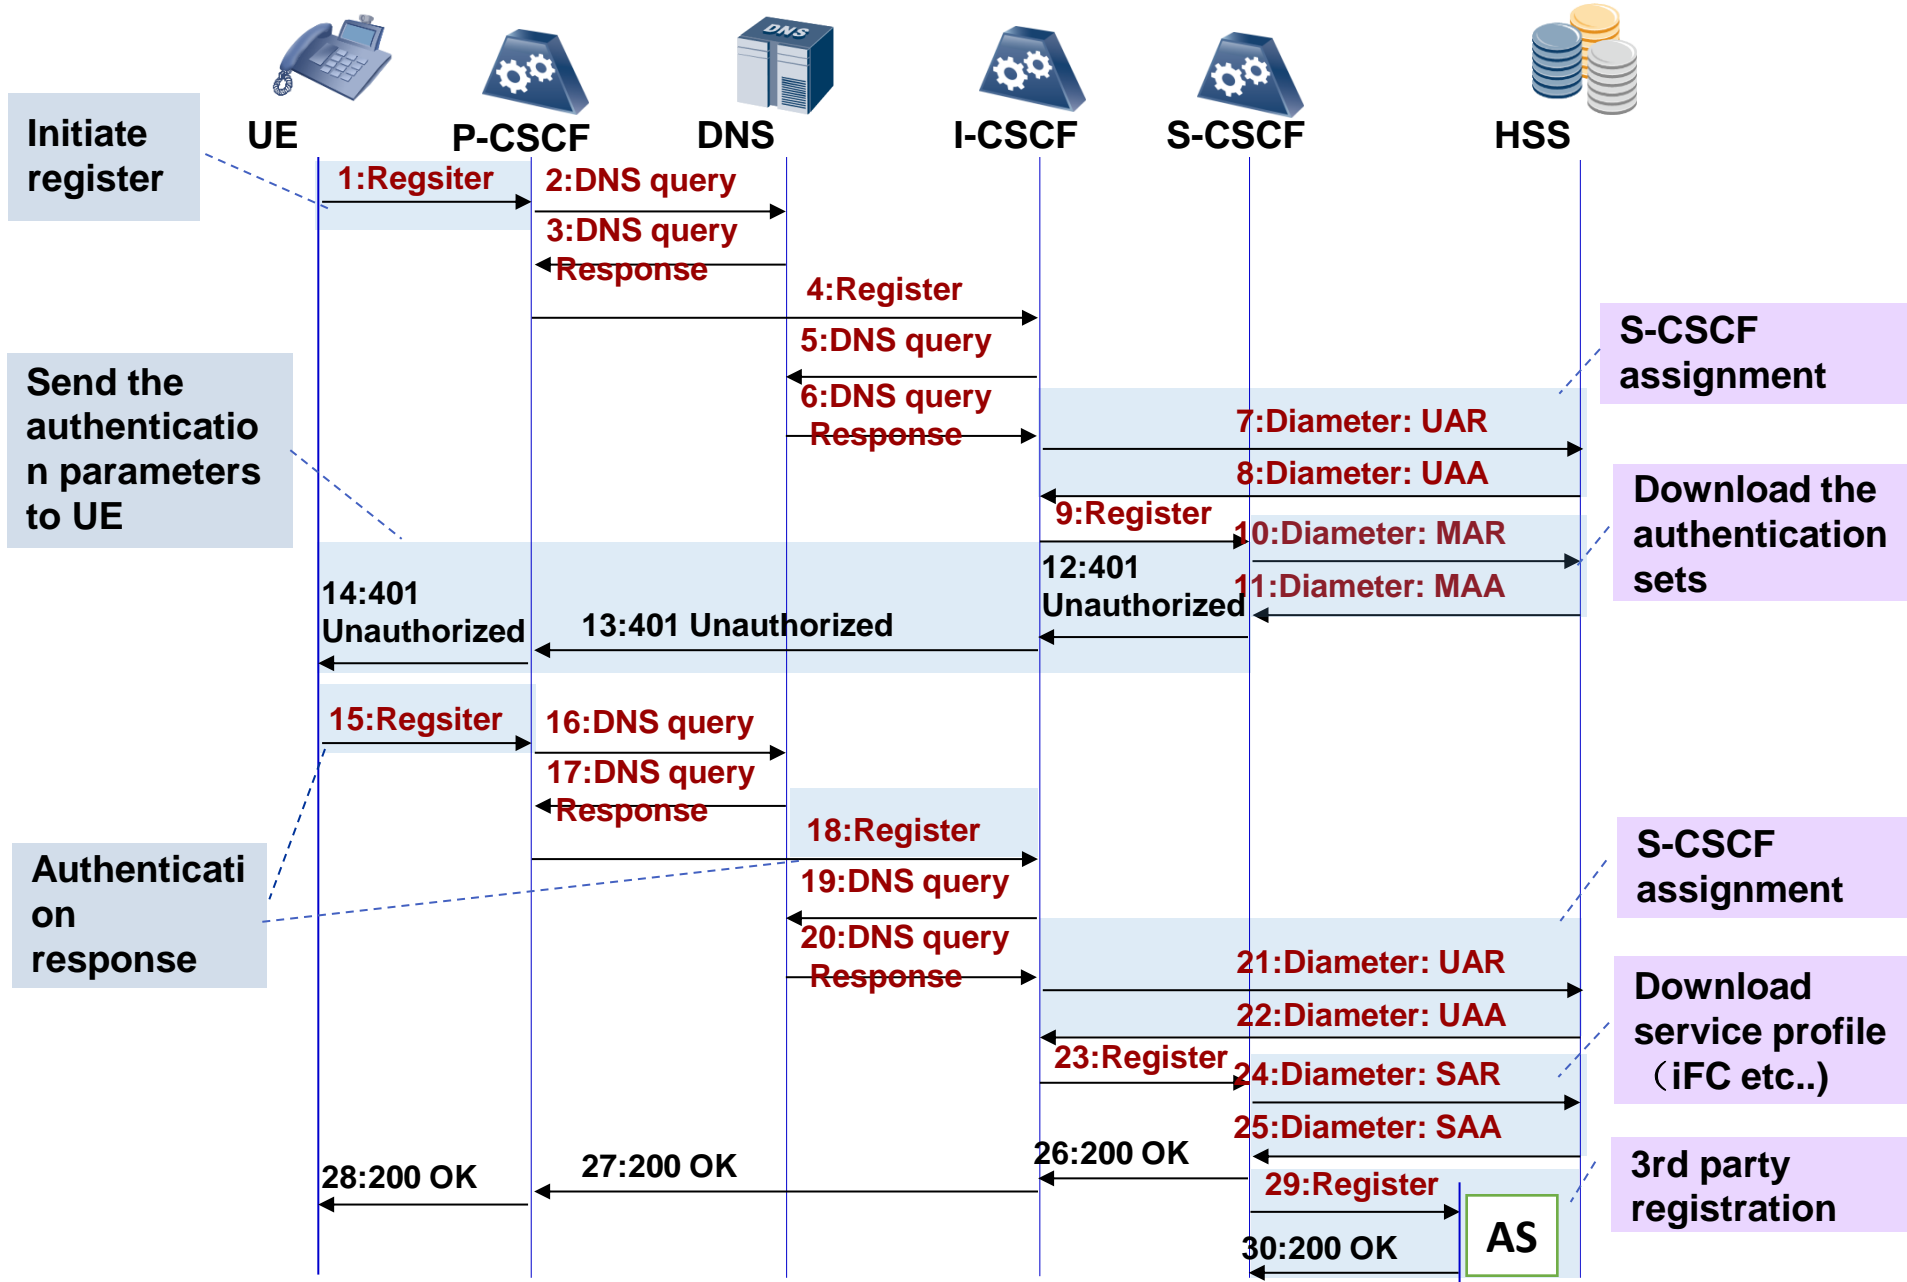 DNS
UE
P-CSCF
DNS
I-CSCF
S-CSCF
HSS
Initiate
register
1:Regsiter
2:DNS query
3:DNS query
Response
4:Register
5:DNS query
6:DNS query
Response
S-CSCF
assignment
7:Diameter: UAR
8:Diameter: UAA
Send the
authenticatio
n parameters
to UE
9:Register
10:Diameter: MAR
11:Diameter: MAA
Download the
authentication
sets
12:401
Unauthorized
13:401 Unauthorized
14:401
Unauthorized
15:Regsiter
16:DNS query
17:DNS query
Response
18:Register
19:DNS query
20:DNS query
Response
Authenticati
on
response
S-CSCF
assignment
21:Diameter: UAR
22:Diameter: UAA
23:Register
24:Diameter: SAR
25:Diameter: SAA
Download
service profile
（iFC etc..)
26:200 OK
27:200 OK
28:200 OK
29:Register
30:200 OK
AS
3rd party
registration